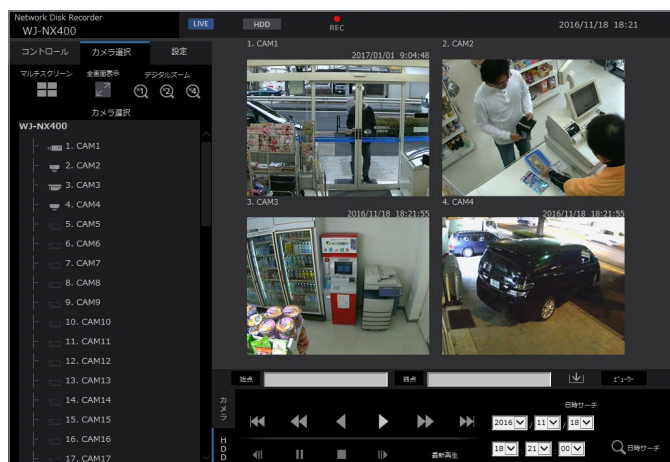 Network Disk Recorder
WJ-NX400
LIVE
HDD
REC
2016/11/18 18:21
コントロール
カメラ選択
設定
マルチスクリーン
全画面表示
デジタルズーム
x1
x2
x4
カメラ選択
WJ-NX400
1. CAM1
2. CAM2
3. CAM3
4. CAM4
5. CAM5
6. CAM6
7. CAM7
8. CAM8
9. CAM9
10. CAM10
11. CAM11
12. CAM12
13. CAM13
14. CAM14
15. CAM15
16. CAM16
17. CAM17
1. CAM1
2017/01/01 9:04:48
2. CAM2
3. CAM3
2016/11/18 18:21:55
4. CAM4
2016/11/18 18:21:55
始点
終点
ビューワー
カメラ
HDD
最新再生
日時サーチ
2016 / 11 / 18
18 : 21 : 00
日時サーチ